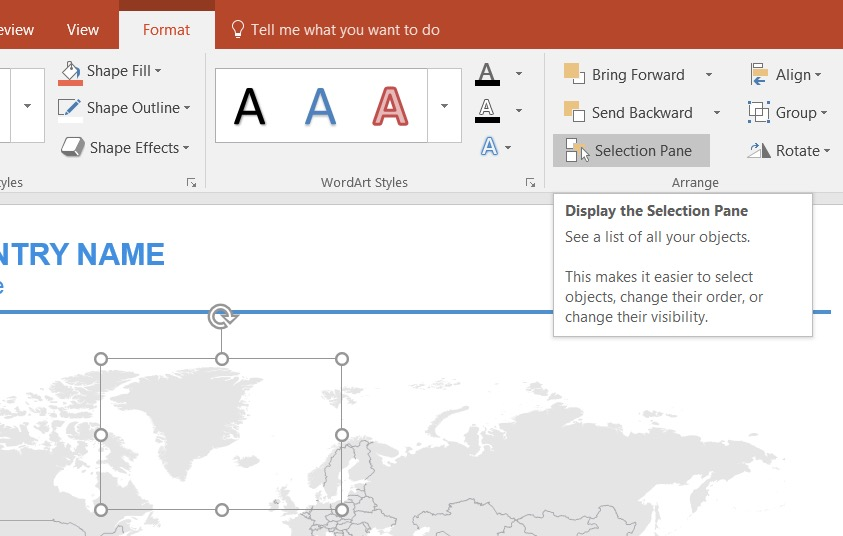 eview View Format Tell me what you want to do
Shape Fill
Shape Outline
Shape Effects
yles
A A A
A
A
A
WordArt Styles
Bring Forward
Send Backward
Selection Pane
Align
Group
Rotate
Arrange
Display the Selection Pane
See a list of all your objects.
This makes it easier to select
objects, change their order, or
change their visibility.
NTRY NAME
e